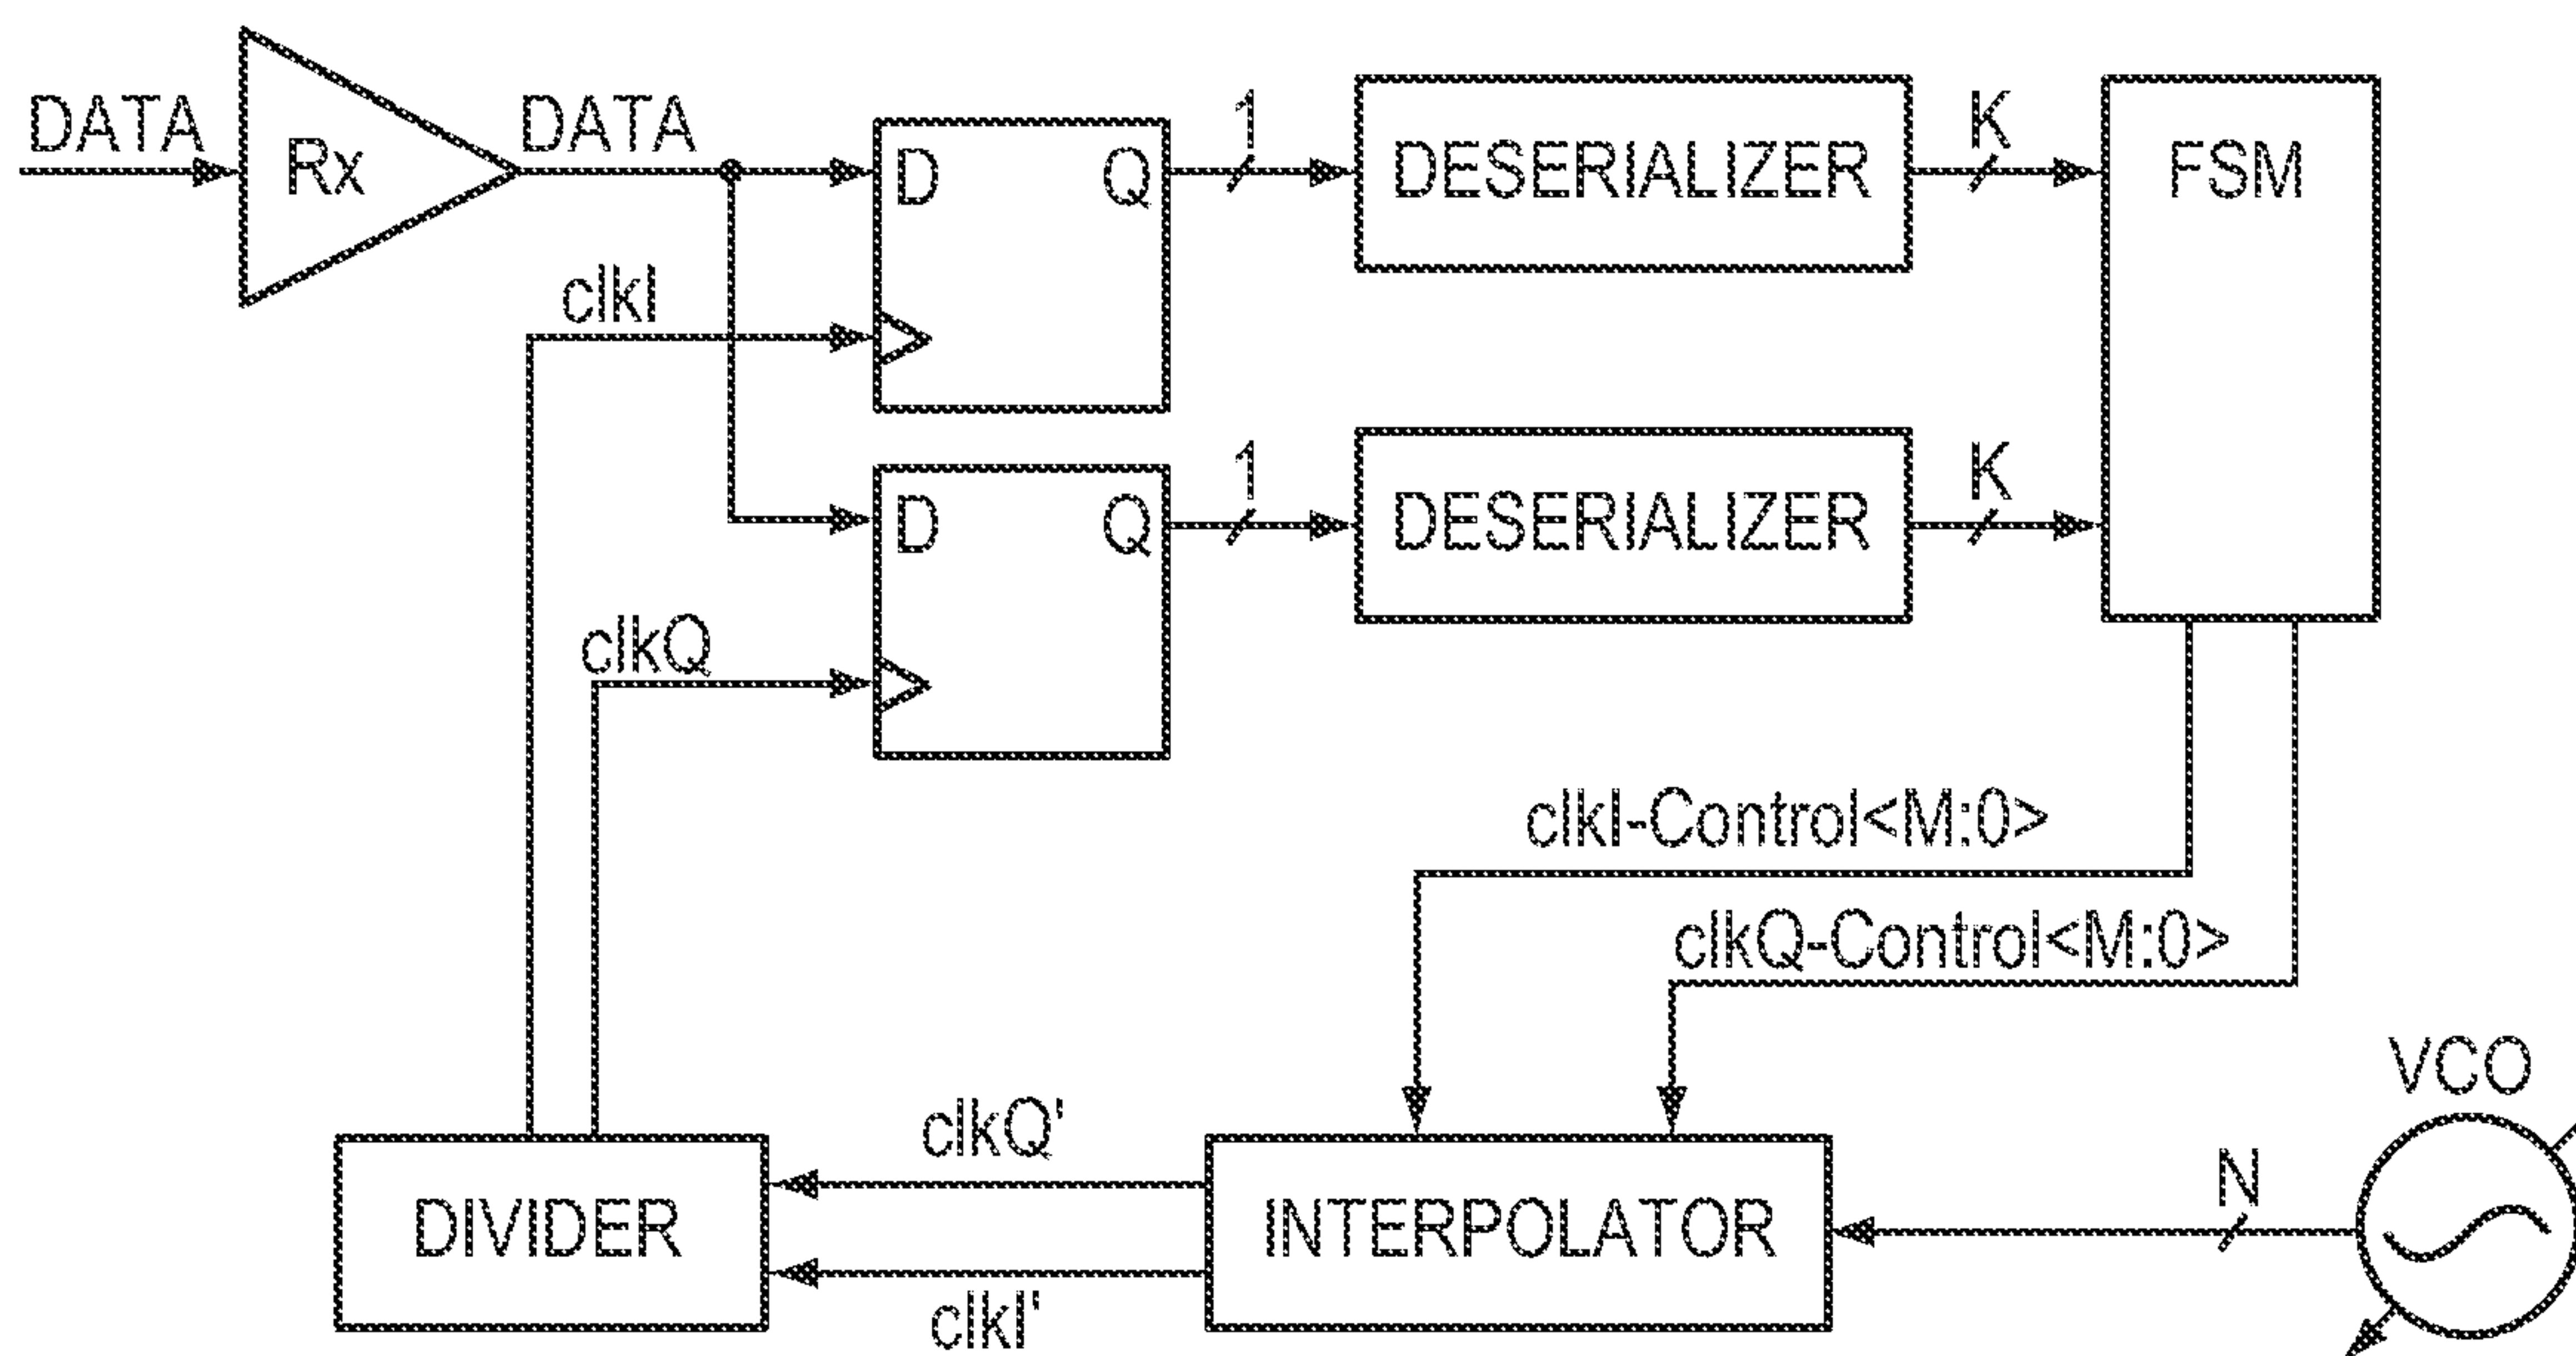 DATA
Rx
DATA
D
Q
1
DESERIALIZER
K
FSM
clkI
D
Q
1
DESERIALIZER
K
clkQ
clkI-Control<M:0>
clkQ-Control<M:0>
VCO
DIVIDER
clkQ'
clkI'
INTERPOLATOR
N